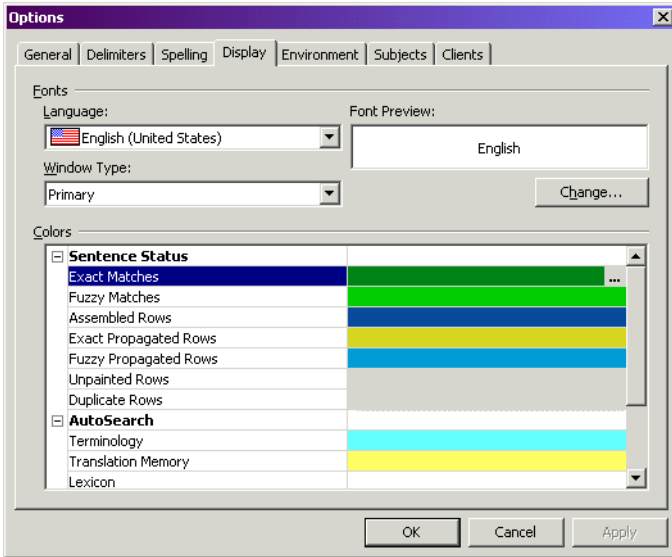 Options
General Delimiters Spelling Display Environment Subjects Clients
Fonts
Language: Font Preview:
English (United States) English
Window Type:
Primary Change...
Colors
Sentence Status
Exact Matches ...
Fuzzy Matches
Assembled Rows
Exact Propagated Rows
Fuzzy Propagated Rows
Unpainted Rows
Duplicate Rows
AutoSearch
Terminology
Translation Memory
Lexicon
OK Cancel Apply